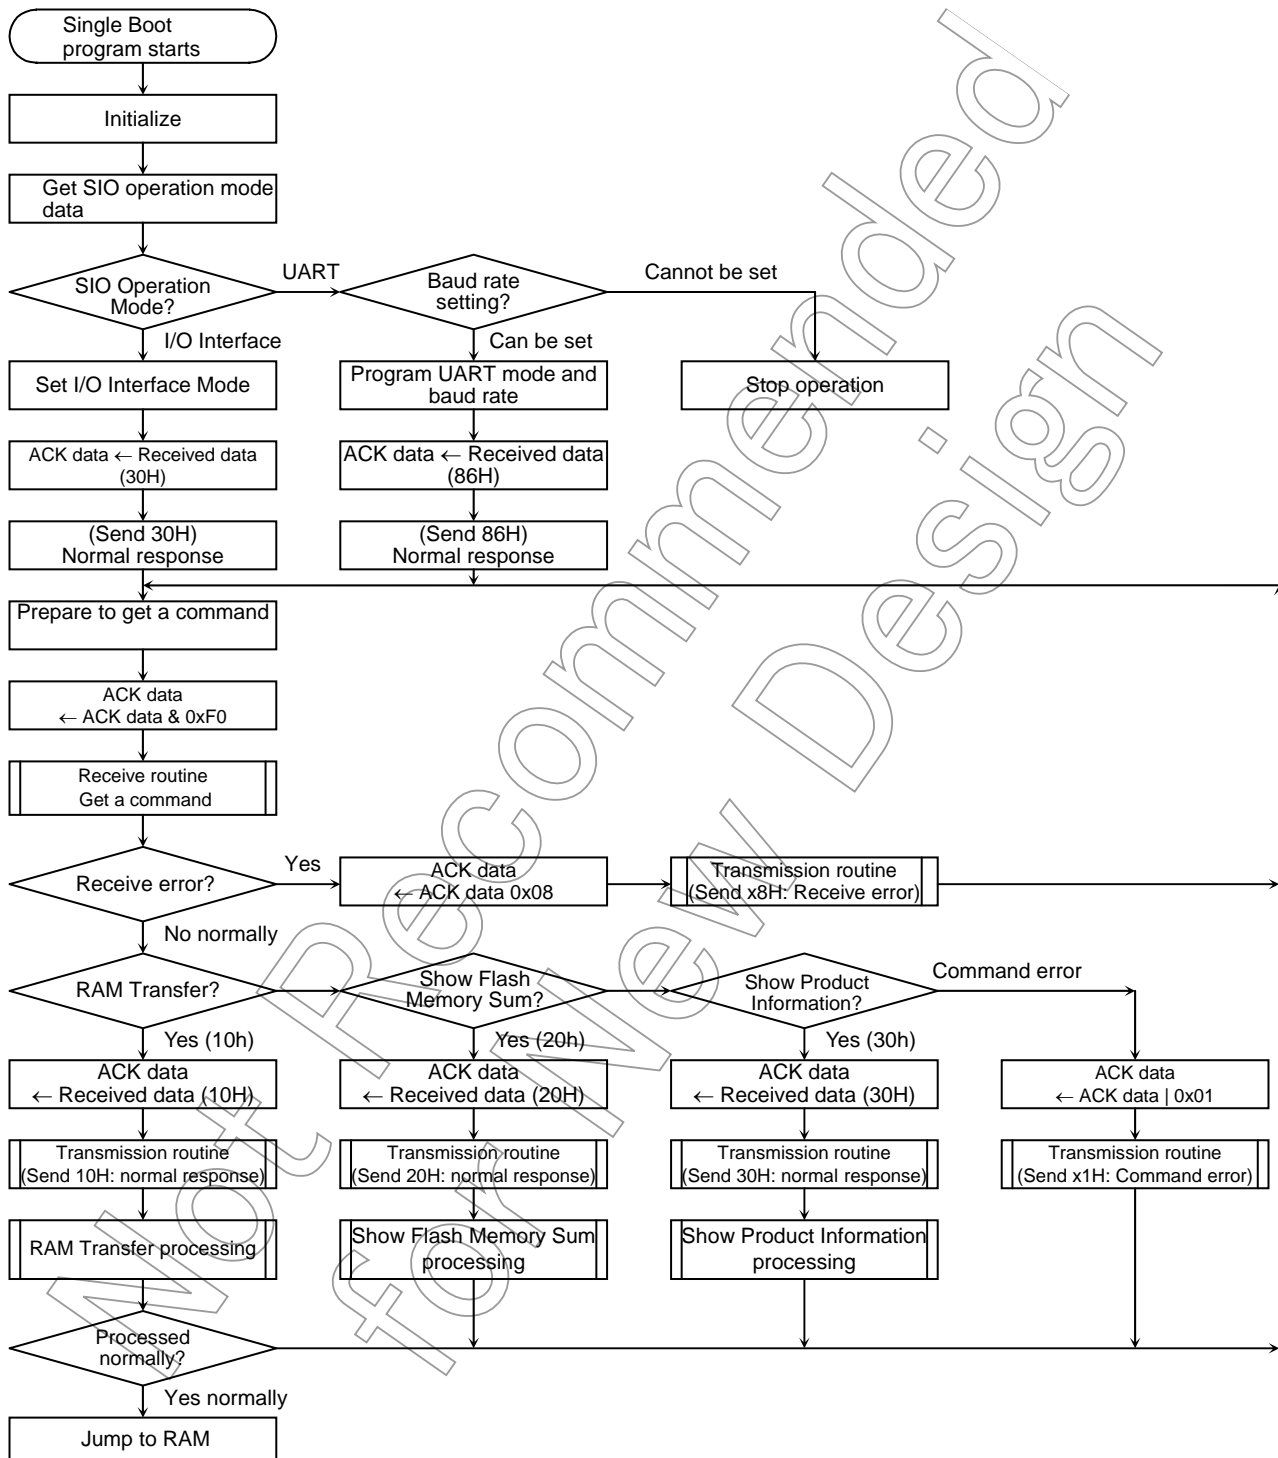 Single Boot
program starts
Initialize
Get SIO operation mode
data
SIO Operation
Mode?
UART
Baud rate
setting?
Cannot be set
I/O Interface
Can be set
Set I/O Interface Mode
Program UART mode and
baud rate
Stop operation
ACK data ← Received data
(30H)
ACK data ← Received data
(86H)
(Send 30H)
Normal response
(Send 86H)
Normal response
Prepare to get a command
ACK data
← ACK data & 0xF0
Receive routine
Get a command
Receive error?
Yes
ACK data
← ACK data 0x08
Transmission routine
(Send x8H: Receive error)
No normally
RAM Transfer?
Show Flash
Memory Sum?
Show Product
Information?
Command error
Yes (10h)
Yes (20h)
Yes (30h)
ACK data
← Received data (10H)
ACK data
← Received data (20H)
ACK data
← Received data (30H)
ACK data
← ACK data | 0x01
Transmission routine
(Send 10H: normal response)
Transmission routine
(Send 20H: normal response)
Transmission routine
(Send 30H: normal response)
Transmission routine
(Send x1H: Command error)
RAM Transfer processing
Show Flash Memory Sum
processing
Show Product Information
processing
Processed
normally?
Yes normally
Jump to RAM
Not Recommended
for New Design